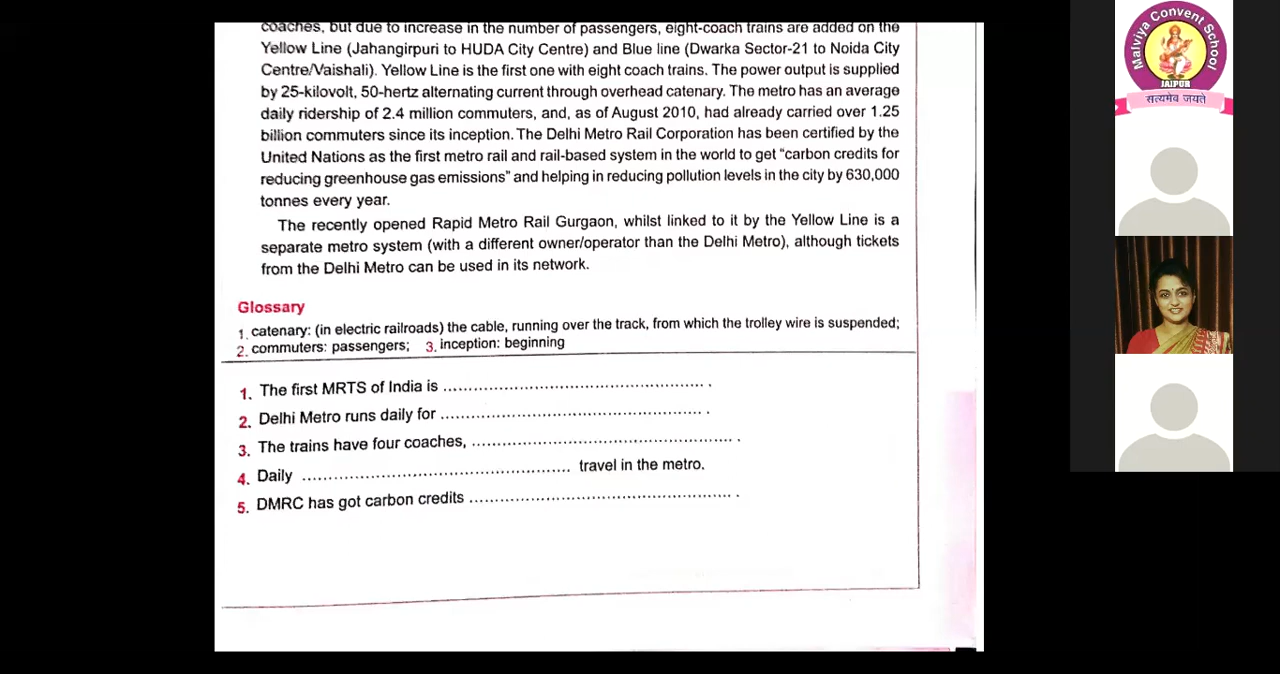 coaches, but due to increase in the number of passengers, eight-coach trains are added on the
Yellow Line (Jahangirpuri to HUDA City Centre) and Blue line (Dwarka Sector-21 to Noida City
Centre/Vaishali). Yellow Line is the first one with eight coach trains. The power output is supplied
by 25-kilovolt, 50-hertz alternating current through overhead catenary. The metro has an average
daily ridership of 2.4 million commuters, and, as of August 2010, had already carried over 1.25
billion commuters since its inception. The Delhi Metro Rail Corporation has been certified by the
United Nations as the first metro rail and rail-based system in the world to get “carbon credits for
reducing greenhouse gas emissions” and helping in reducing pollution levels in the city by 630,000
tonnes every year.
The recently opened Rapid Metro Rail Gurgaon, whilst linked to it by the Yellow Line is a
separate metro system (with a different owner/operator than the Delhi Metro), although tickets
from the Delhi Metro can be used in its network.
Glossary
1. catenary: (in electric railroads) the cable, running over the track, from which the trolley wire is suspended;
2. commuters: passengers; 3. inception: beginning
1. The first MRTS of India is ...................................................... .
2. Delhi Metro runs daily for ...................................................... .
3. The trains have four coaches, ...................................................... .
4. Daily ...................................................... travel in the metro.
5. DMRC has got carbon credits ...................................................... .
Malviya Convent School
JAIPUR
सत्यमेव जयते